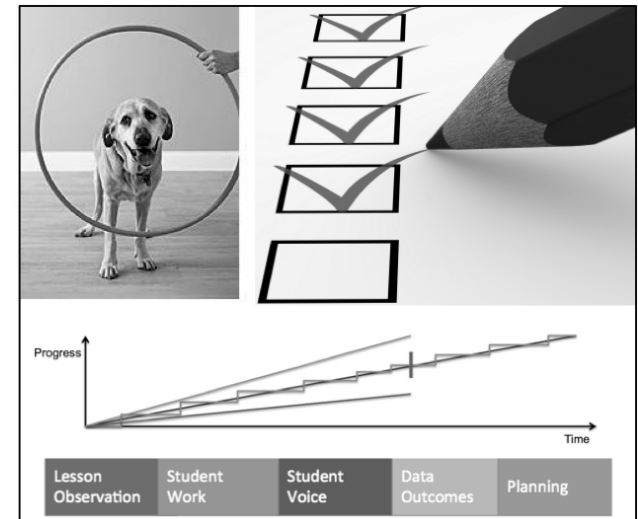 Progress
Time
Lesson
Observation
Student
Work
Student
Voice
Data
Outcomes
Planning